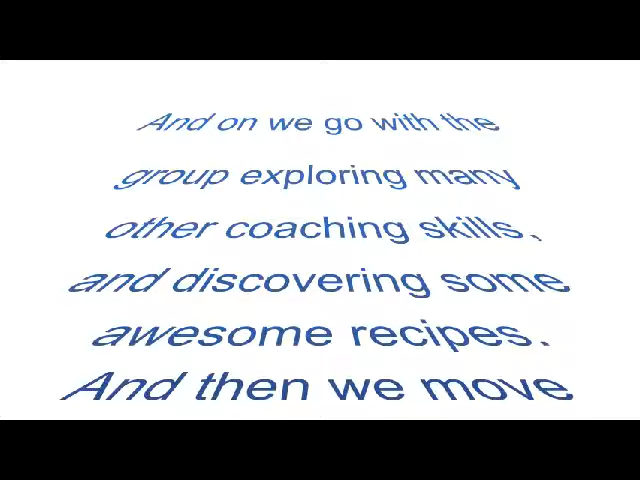 And on we go with the
group exploring many
other coaching skills,
and discovering some
awesome recipes.
And then we move